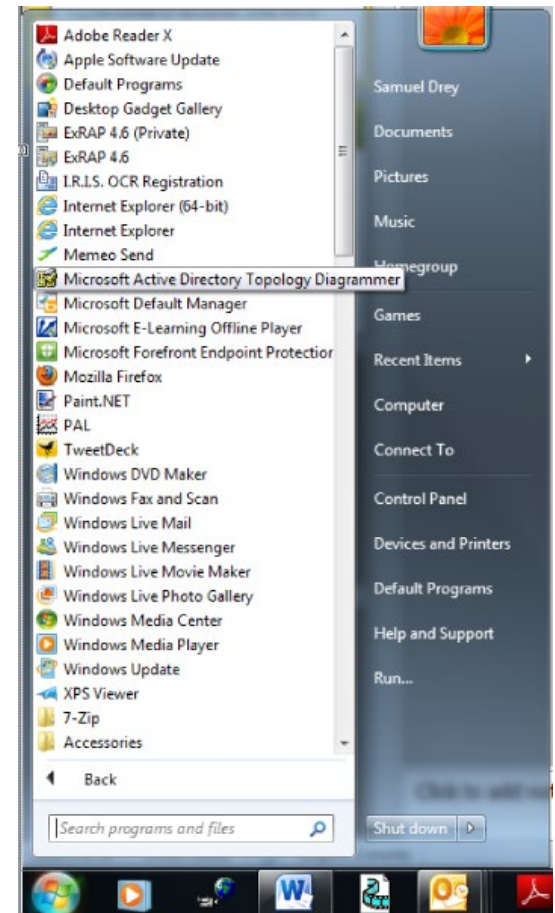 Adobe Reader X
Apple Software Update
Default Programs
Desktop Gadget Gallery
ExRAP 4.6 (Private)
ExRAP 4.6
I.R.I.S. OCR Registration
Internet Explorer (64-bit)
Internet Explorer
Memeo Send
Microsoft Active Directory Topology Diagrammer
Microsoft Default Manager
Microsoft E-Learning Offline Player
Microsoft Forefront Endpoint Protection
Mozilla Firefox
Paint.NET
PAL
TweetDeck
Windows DVD Maker
Windows Fax and Scan
Windows Live Mail
Windows Live Messenger
Windows Live Movie Maker
Windows Live Photo Gallery
Windows Media Center
Windows Media Player
Windows Update
XPS Viewer
7-Zip
Accessories
Back
Search programs and files
Samuel Drey
Documents
Pictures
Music
Homegroup
Games
Recent Items
Computer
Connect To
Control Panel
Devices and Printers
Default Programs
Help and Support
Run...
Click to add not
Shut down